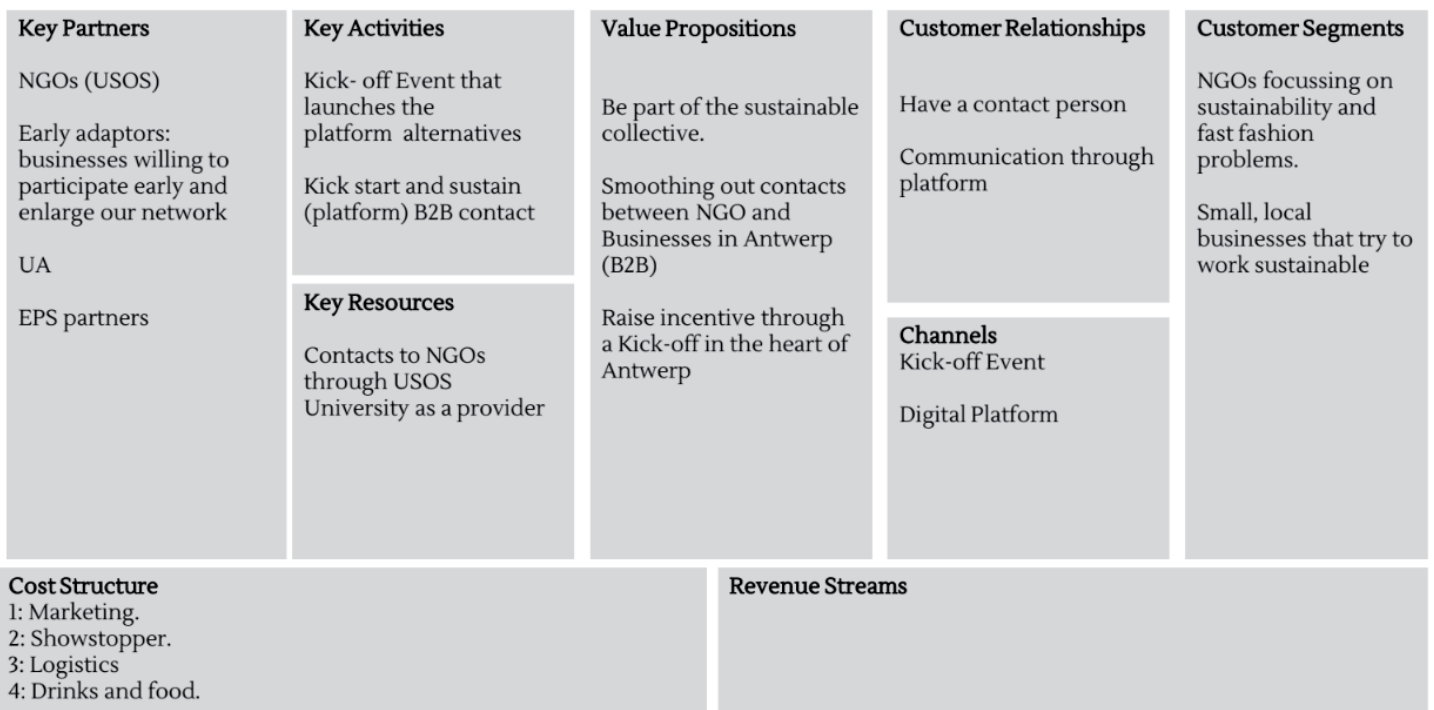 Key Partners
NGOs (USOS)
Early adaptors:
businesses willing to
participate early and
enlarge our network
UA
EPS partners
Key Activities
Kick- off Event that
launches the
platform alternatives
Kick start and sustain
(platform) B2B contact
Key Resources
Contacts to NGOs
through USOS
University as a provider
Value Propositions
Be part of the sustainable
collective.
Smoothing out contacts
between NGO and
Businesses in Antwerp
(B2B)
Raise incentive through
a Kick-off in the heart of
Antwerp
Customer Relationships
Have a contact person
Communication through
platform
Channels
Kick-off Event
Digital Platform
Customer Segments
NGOs focussing on
sustainability and
fast fashion
problems.
Small, local
businesses that try to
work sustainable
Cost Structure
1: Marketing.
2: Showstopper.
3: Logistics
4: Drinks and food.
Revenue Streams